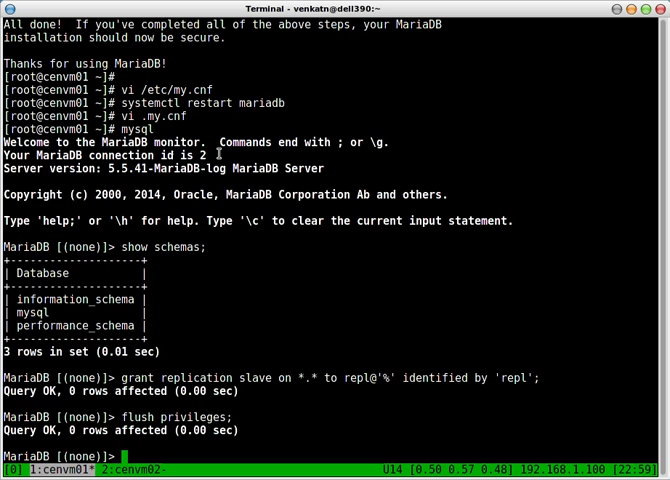 Terminal - venkatn@dell390:~
All done!  If you've completed all of the above steps, your MariaDB
installation should now be secure.
Thanks for using MariaDB!
[root@cenvm01 ~]#
[root@cenvm01 ~]# vi /etc/my.cnf
[root@cenvm01 ~]# systemctl restart mariadb
[root@cenvm01 ~]# vi .my.cnf
[root@cenvm01 ~]# mysql
Welcome to the MariaDB monitor.  Commands end with ; or \g.
Your MariaDB connection id is 2
Server version: 5.5.41-MariaDB-log MariaDB Server
Copyright (c) 2000, 2014, Oracle, MariaDB Corporation Ab and others.
Type 'help;' or '\h' for help. Type '\c' to clear the current input statement.
MariaDB [(none)]> show schemas;
+--------------------+
| Database           |
+--------------------+
| information_schema |
| mysql              |
| performance_schema |
+--------------------+
3 rows in set (0.01 sec)
MariaDB [(none)]> grant replication slave on *.* to repl@'%' identified by 'repl';
Query OK, 0 rows affected (0.00 sec)
MariaDB [(none)]> flush privileges;
Query OK, 0 rows affected (0.00 sec)
MariaDB [(none)]>
[0] 1:cenvm01* 2:cenvm02- U14 [0.50 0.57 0.48] 192.168.1.100 [22:59]